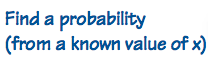 Find a probability
(from a known value of x)